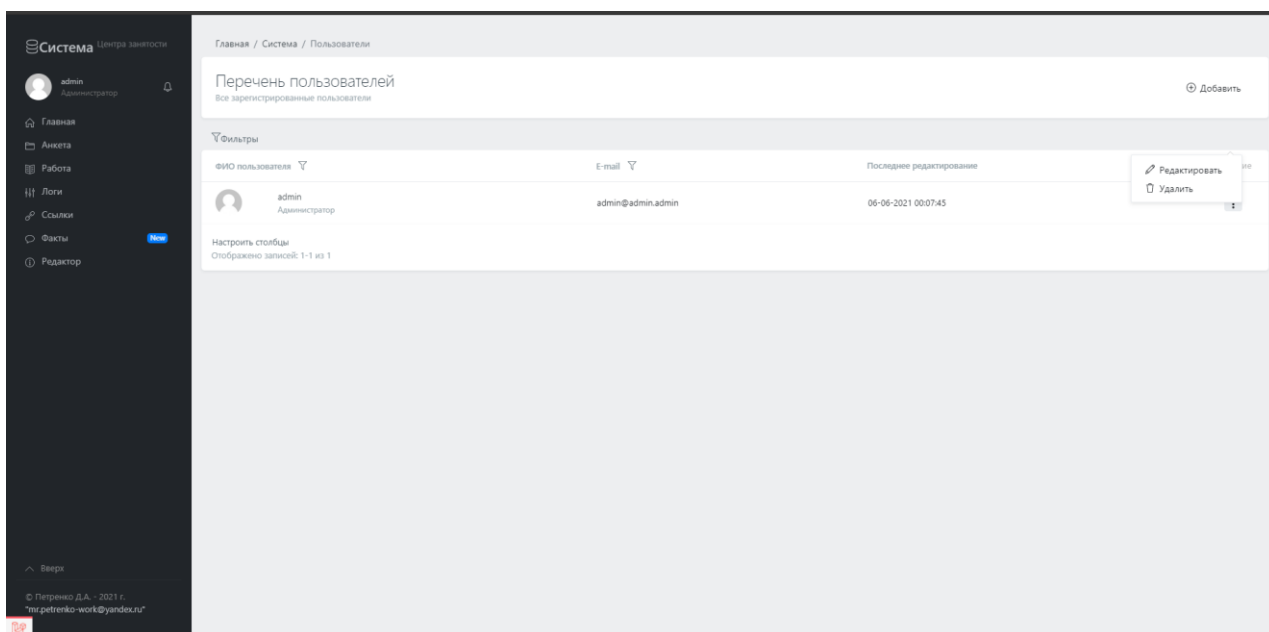 Система Центра занятости
admin
Администратор
Главная
Анкета
Работа
Логи
Ссылки
Факты New
Редактор
Вверх
© Петренко Д.А. - 2021 г.
"mr.petrenko-work@yandex.ru"
Главная / Система / Пользователи
Перечень пользователей
Все зарегистрированные пользователи
Добавить
Фильтры
ФИО пользователя E-mail Последнее редактирование
Редактировать
Удалить
admin
Администратор
admin@admin.admin 06-06-2021 00:07:45
Настроить столбцы
Отображено записей: 1-1 из 1